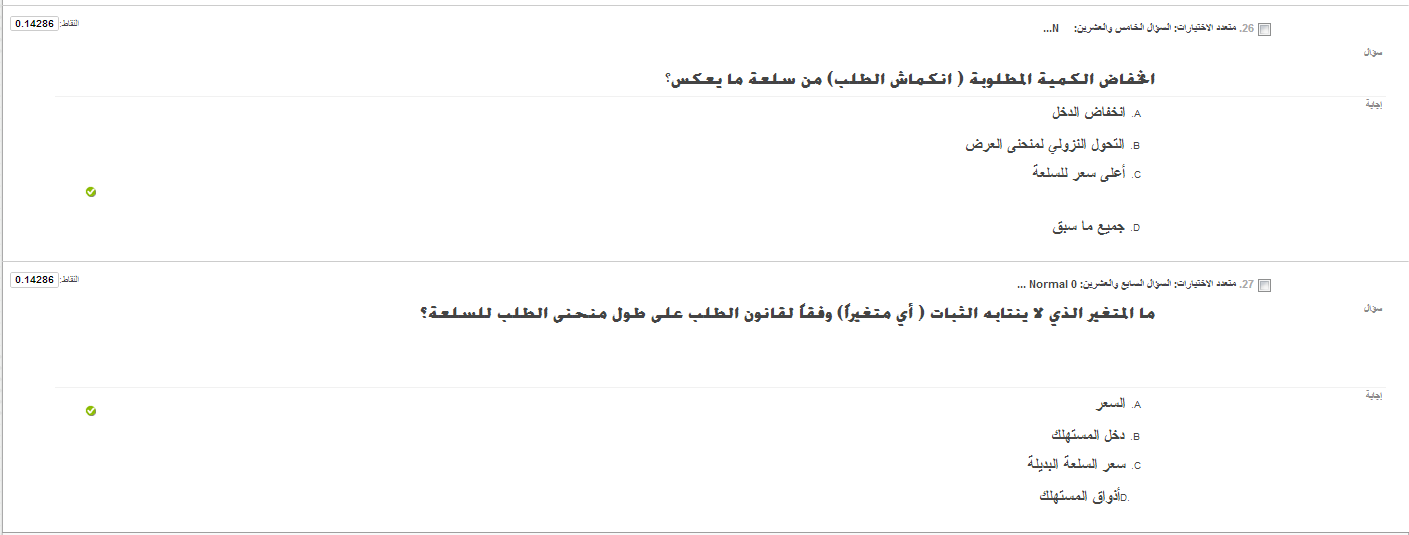 26. متعدد الاختيارات: السؤال الخامس والعشرين: N...
النقاط: 0.14286
سؤال
انخفاض الكمية المطلوبة ( انكماش الطلب) من سلعة ما يعكس؟
إجابة
A. انخفاض الدخل
B. التحول النزولي لمنحنى العرض
C. أعلى سعر للسلعة
D. جميع ما سبق
27. متعدد الاختيارات: السؤال السابع والعشرين: Normal 0 ...
النقاط: 0.14286
سؤال
ما المتغير الذي لا ينتابه الثبات ( أي متغيراً) وفقاً لقانون الطلب على طول منحنى الطلب للسلعة؟
إجابة
A. السعر
B. دخل المستهلك
C. سعر السلعة البديلة
D. أذواق المستهلك